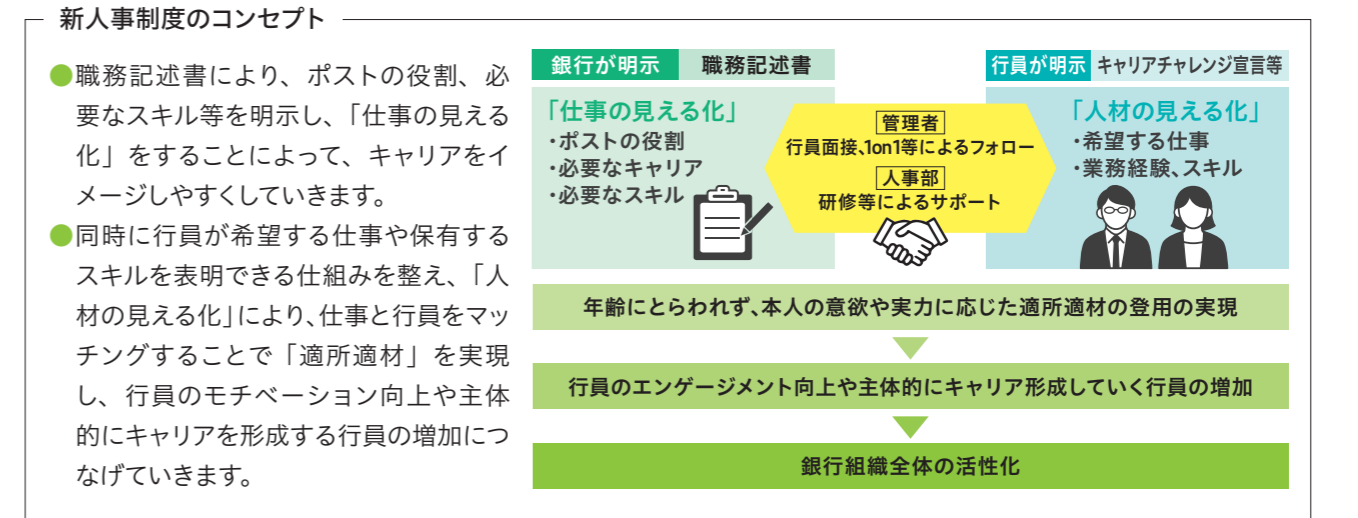 新人事制度のコンセプト
●職務記述書により、ポストの役割、必
要なスキル等を明示し、「仕事の見える
化」をすることによって、キャリアをイ
メージしやすくしていきます。
●同時に行員が希望する仕事や保有する
スキルを表明できる仕組みを整え、「人
材の見える化」により、仕事と行員をマッ
チングすることで「適所適材」を実現
し、行員のモチベーション向上や主体
的にキャリアを形成する行員の増加につ
なげていきます。
銀行が明示 職務記述書
「仕事の見える化」
・ポストの役割
・必要なキャリア
・必要なスキル
管理者
行員面接、1on1等によるフォロー
人事部
研修等によるサポート
行員が明示 キャリアチャレンジ宣言等
「人材の見える化」
・希望する仕事
・業務経験、スキル
年齢にとらわれず、本人の意欲や実力に応じた適所適材の登用の実現
行員のエンゲージメント向上や主体的にキャリア形成していく行員の増加
銀行組織全体の活性化